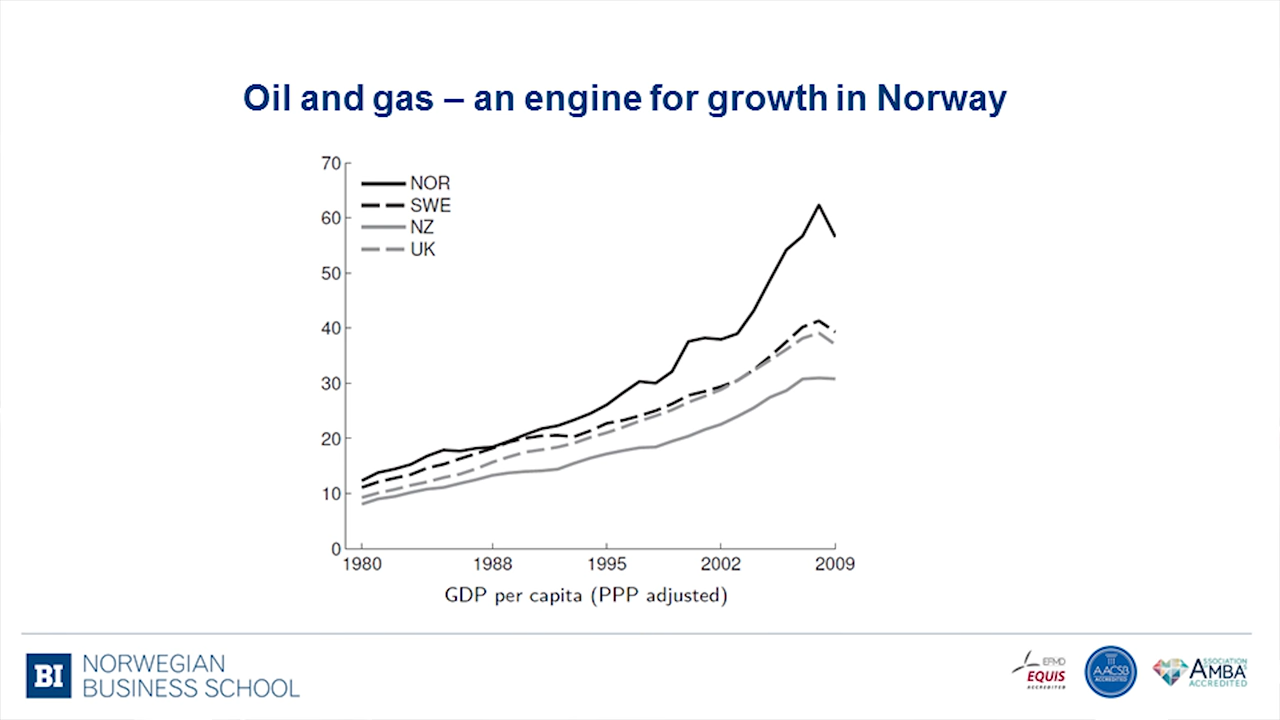 Oil and gas – an engine for growth in Norway
70
60
50
40
30
20
10
0
NOR
SWE
NZ
UK
1980 1988 1995 2002 2009
GDP per capita (PPP adjusted)
BI
NORWEGIAN
BUSINESS SCHOOL
EFMD
EQUIS
ACCREDITED
AACSB
ACCREDITED
ASSOCIATION
AMBA
ACCREDITED